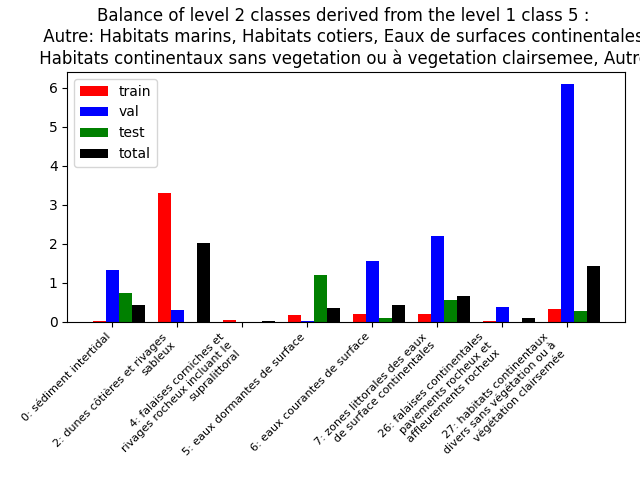 Balance of level 2 classes derived from the level 1 class 5 :
Autre: Habitats marins, Habitats cotiers, Eaux de surfaces continentales
Habitats continentaux sans vegetation ou à vegetation clairsemee, Autre
train
val
test
total
6
5
4
3
2
1
0
0: sédiment intertidal
2: dunes côtières et rivages
sableux
4: falaises corniches et
rivages rocheux incluant le
supralittoral
5: eaux dormantes de surface
6: eaux courantes de surface
7: zones littorales des eaux
de surface continentales
26: falaises continentales
pavements rocheux et
affleurements rocheux
27: habitats continentaux
divers sans végétation ou à
végétation clairsemée